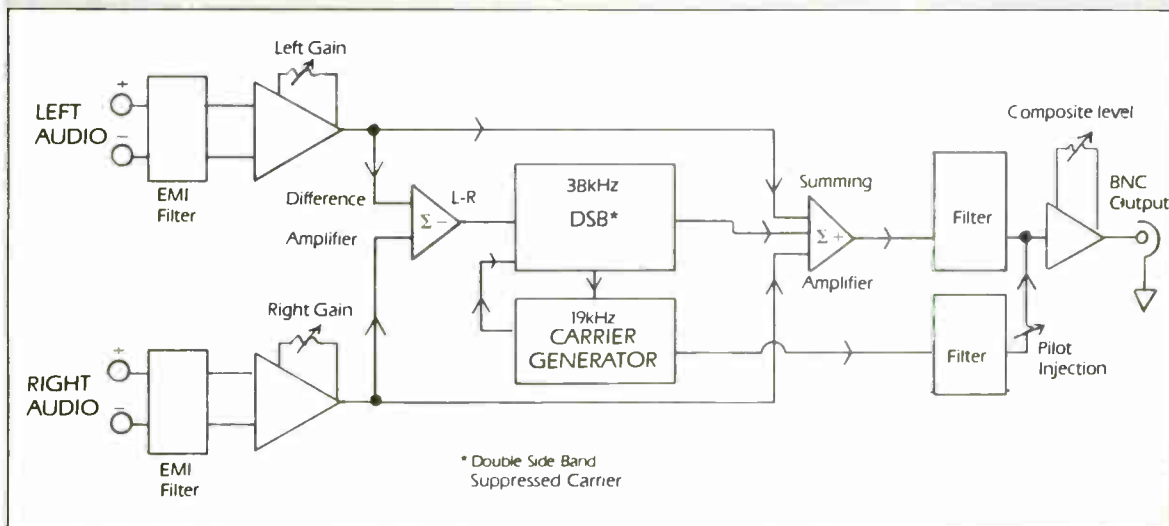 Left Gain
+
LEFT
AUDIO
−
EMI
Filter
Difference
Amplifier
L-R
Σ −
38kHz
DSB*
19kHz
CARRIER
GENERATOR
Summing
Σ +
Amplifier
Filter
Composite level
BNC
Output
Filter
Pilot
Injection
Right Gain
+
RIGHT
AUDIO
−
EMI
Filter
* Double Side Band
Suppressed Carrier